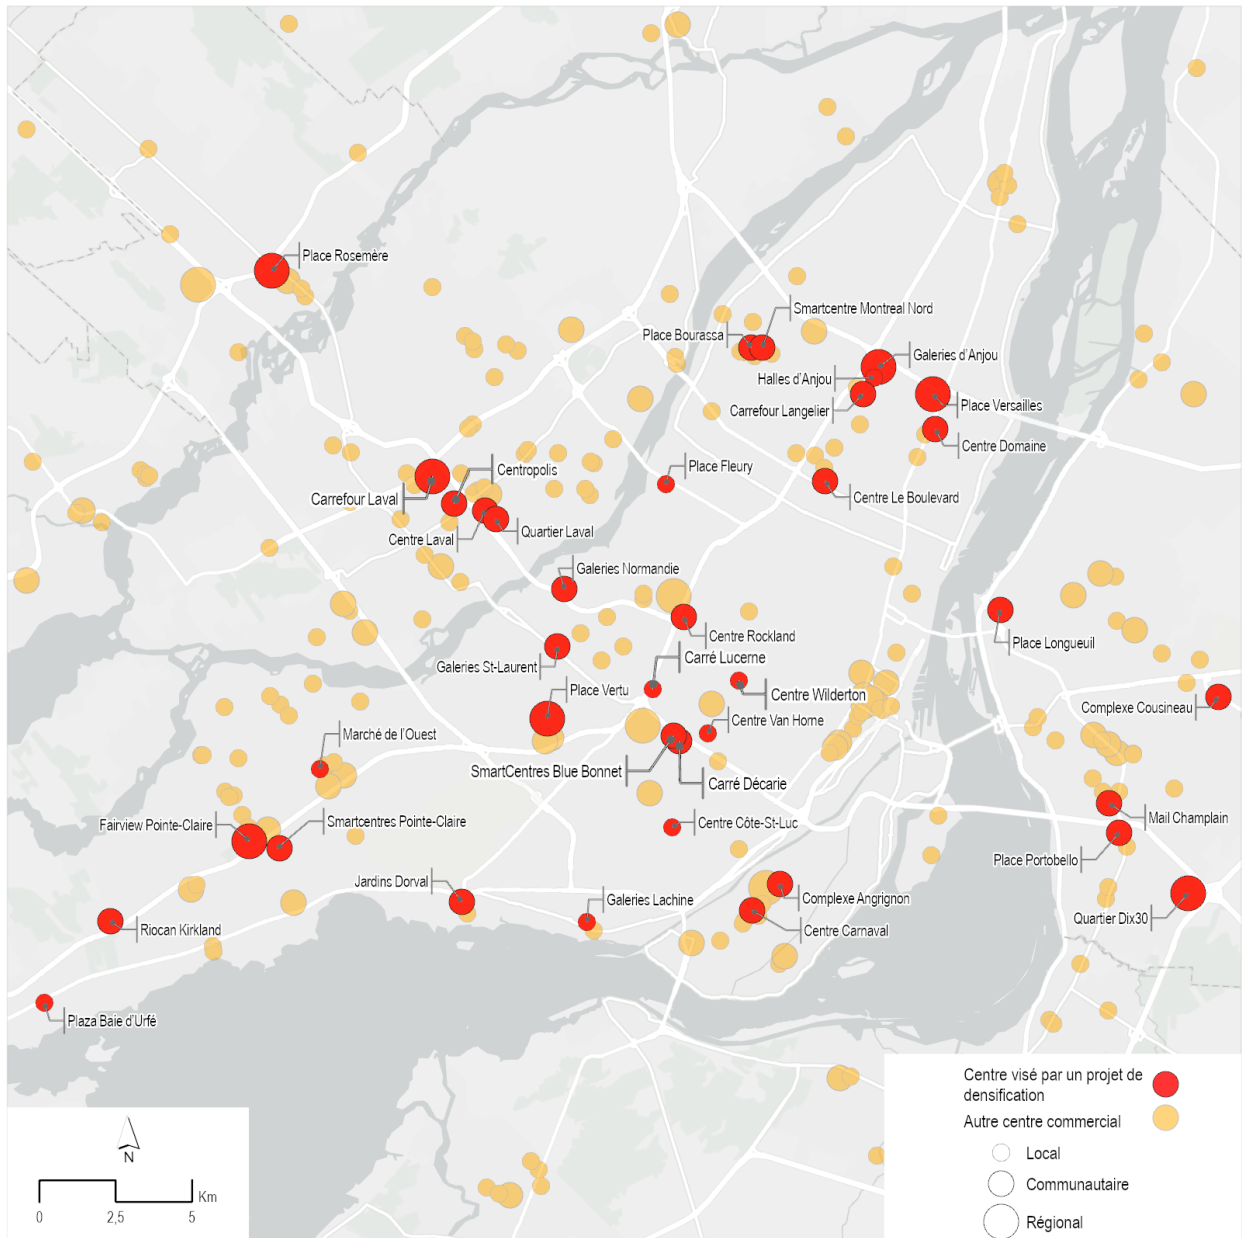 Place Rosemère
Smartcentre Montreal Nord
Place Bourassa
Galeries d'Anjou
Halles d'Anjou
Carrefour Langelier
Place Versailles
Centre Domaine
Place Fleury
Centropolis
Carrefour Laval
Centre Le Boulevard
Quartier Laval
Centre Laval
Galeries Normandie
Centre Rockland
Place Longueuil
Carré Lucerne
Galeries St-Laurent
Place Vertu
Centre Wilderton
Complexe Cousineau
Centre Van Horne
Marché de l'Ouest
SmartCentres Blue Bonnet
Carré Décarie
Mail Champlain
Smartcentres Pointe-Claire
Fairview Pointe-Claire
Centre Côte-St-Luc
Place Portobello
Jardins Dorval
Galeries Lachine
Complexe Angrignon
Quartier Dix30
Riocan Kirkland
Centre Carnaval
Plaza Baie d'Urfé
Centre visé par un projet de
densification
Autre centre commercial
Local
Communautaire
Régional
N
Km
0 2,5 5